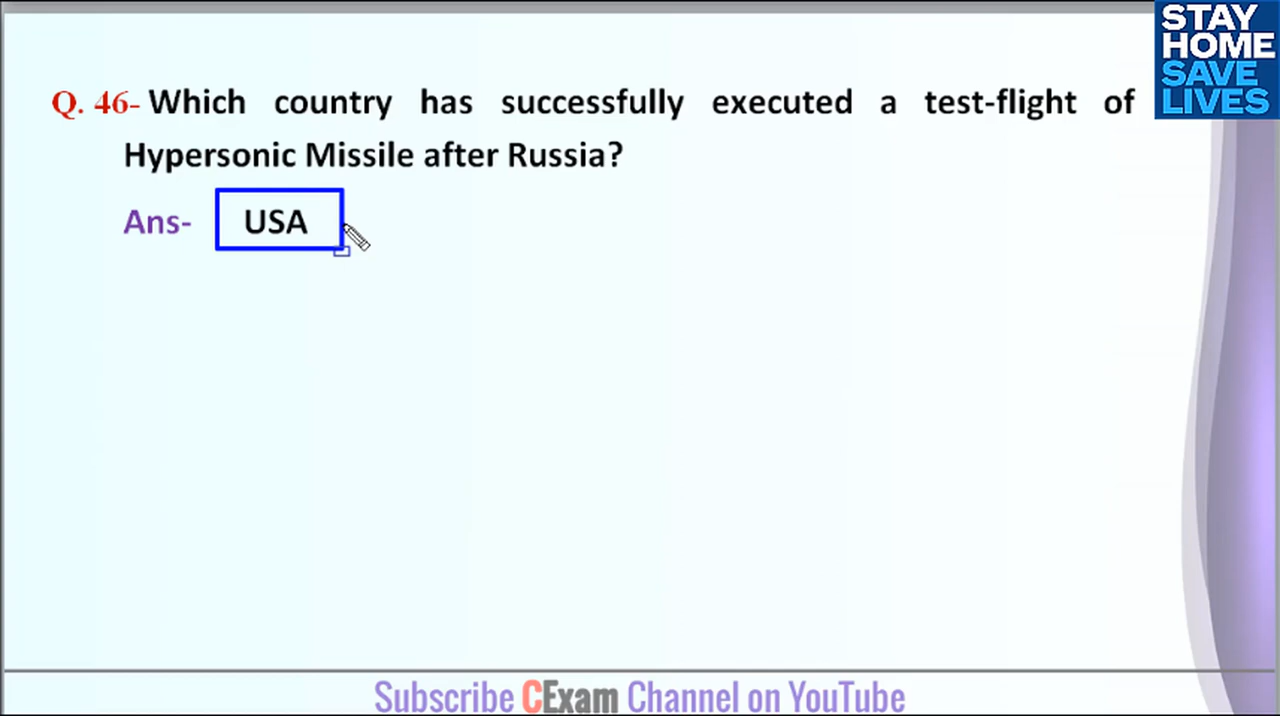 STAY
HOME
SAVE
LIVES
Q. 46- Which country has successfully executed a test-flight of
Hypersonic Missile after Russia?
Ans- USA
Subscribe CExam Channel on YouTube